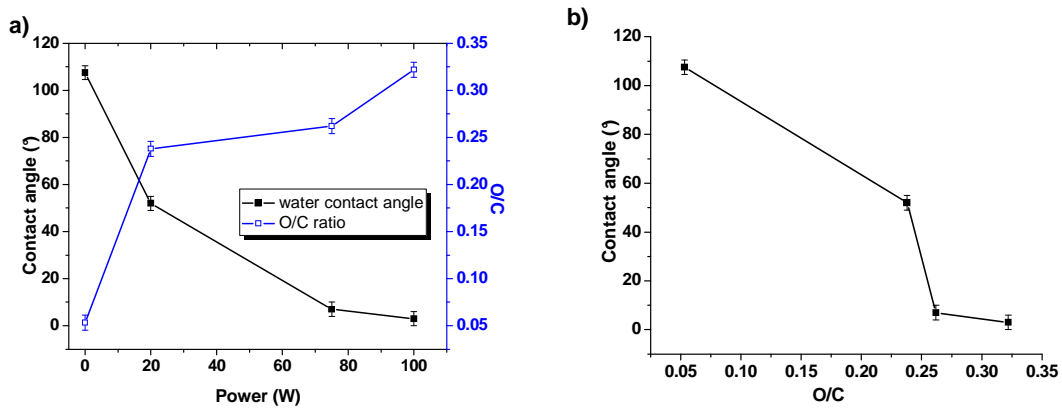 a)
120
100
80
60
40
20
0
Contact angle (°)
0.35
0.30
0.25
0.20
0.15
0.10
0.05
O/C
water contact angle
O/C ratio
0 20 40 60 80 100
Power (W)
b)
120
100
80
60
40
20
0
Contact angle (°)
0.05 0.10 0.15 0.20 0.25 0.30 0.35
O/C